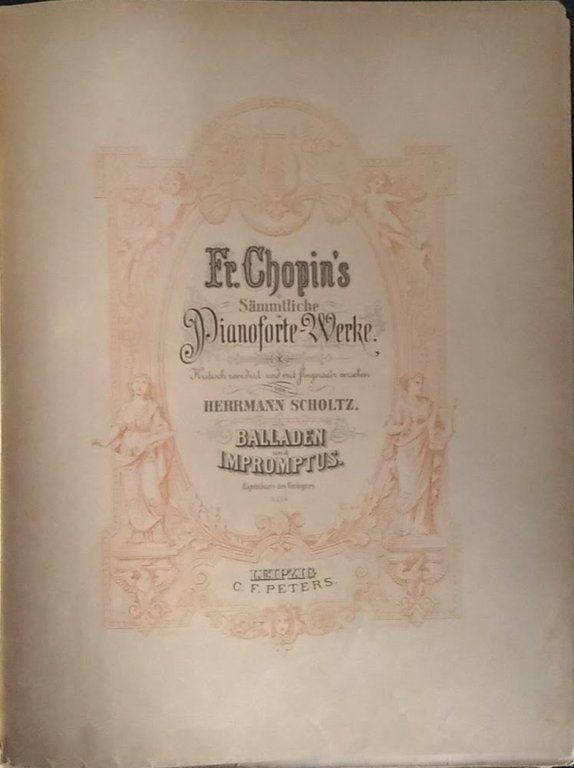 Fr. Chopin's
Sämmtliche
Pianoforte-Werke.
Kritisch revidirt und mit Fingersatz versehen
von
HERRMANN SCHOLTZ.
BALLADEN
und
IMPROMPTUS.
Eigenthum des Verlegers
LEIPZIG
C. F. PETERS.